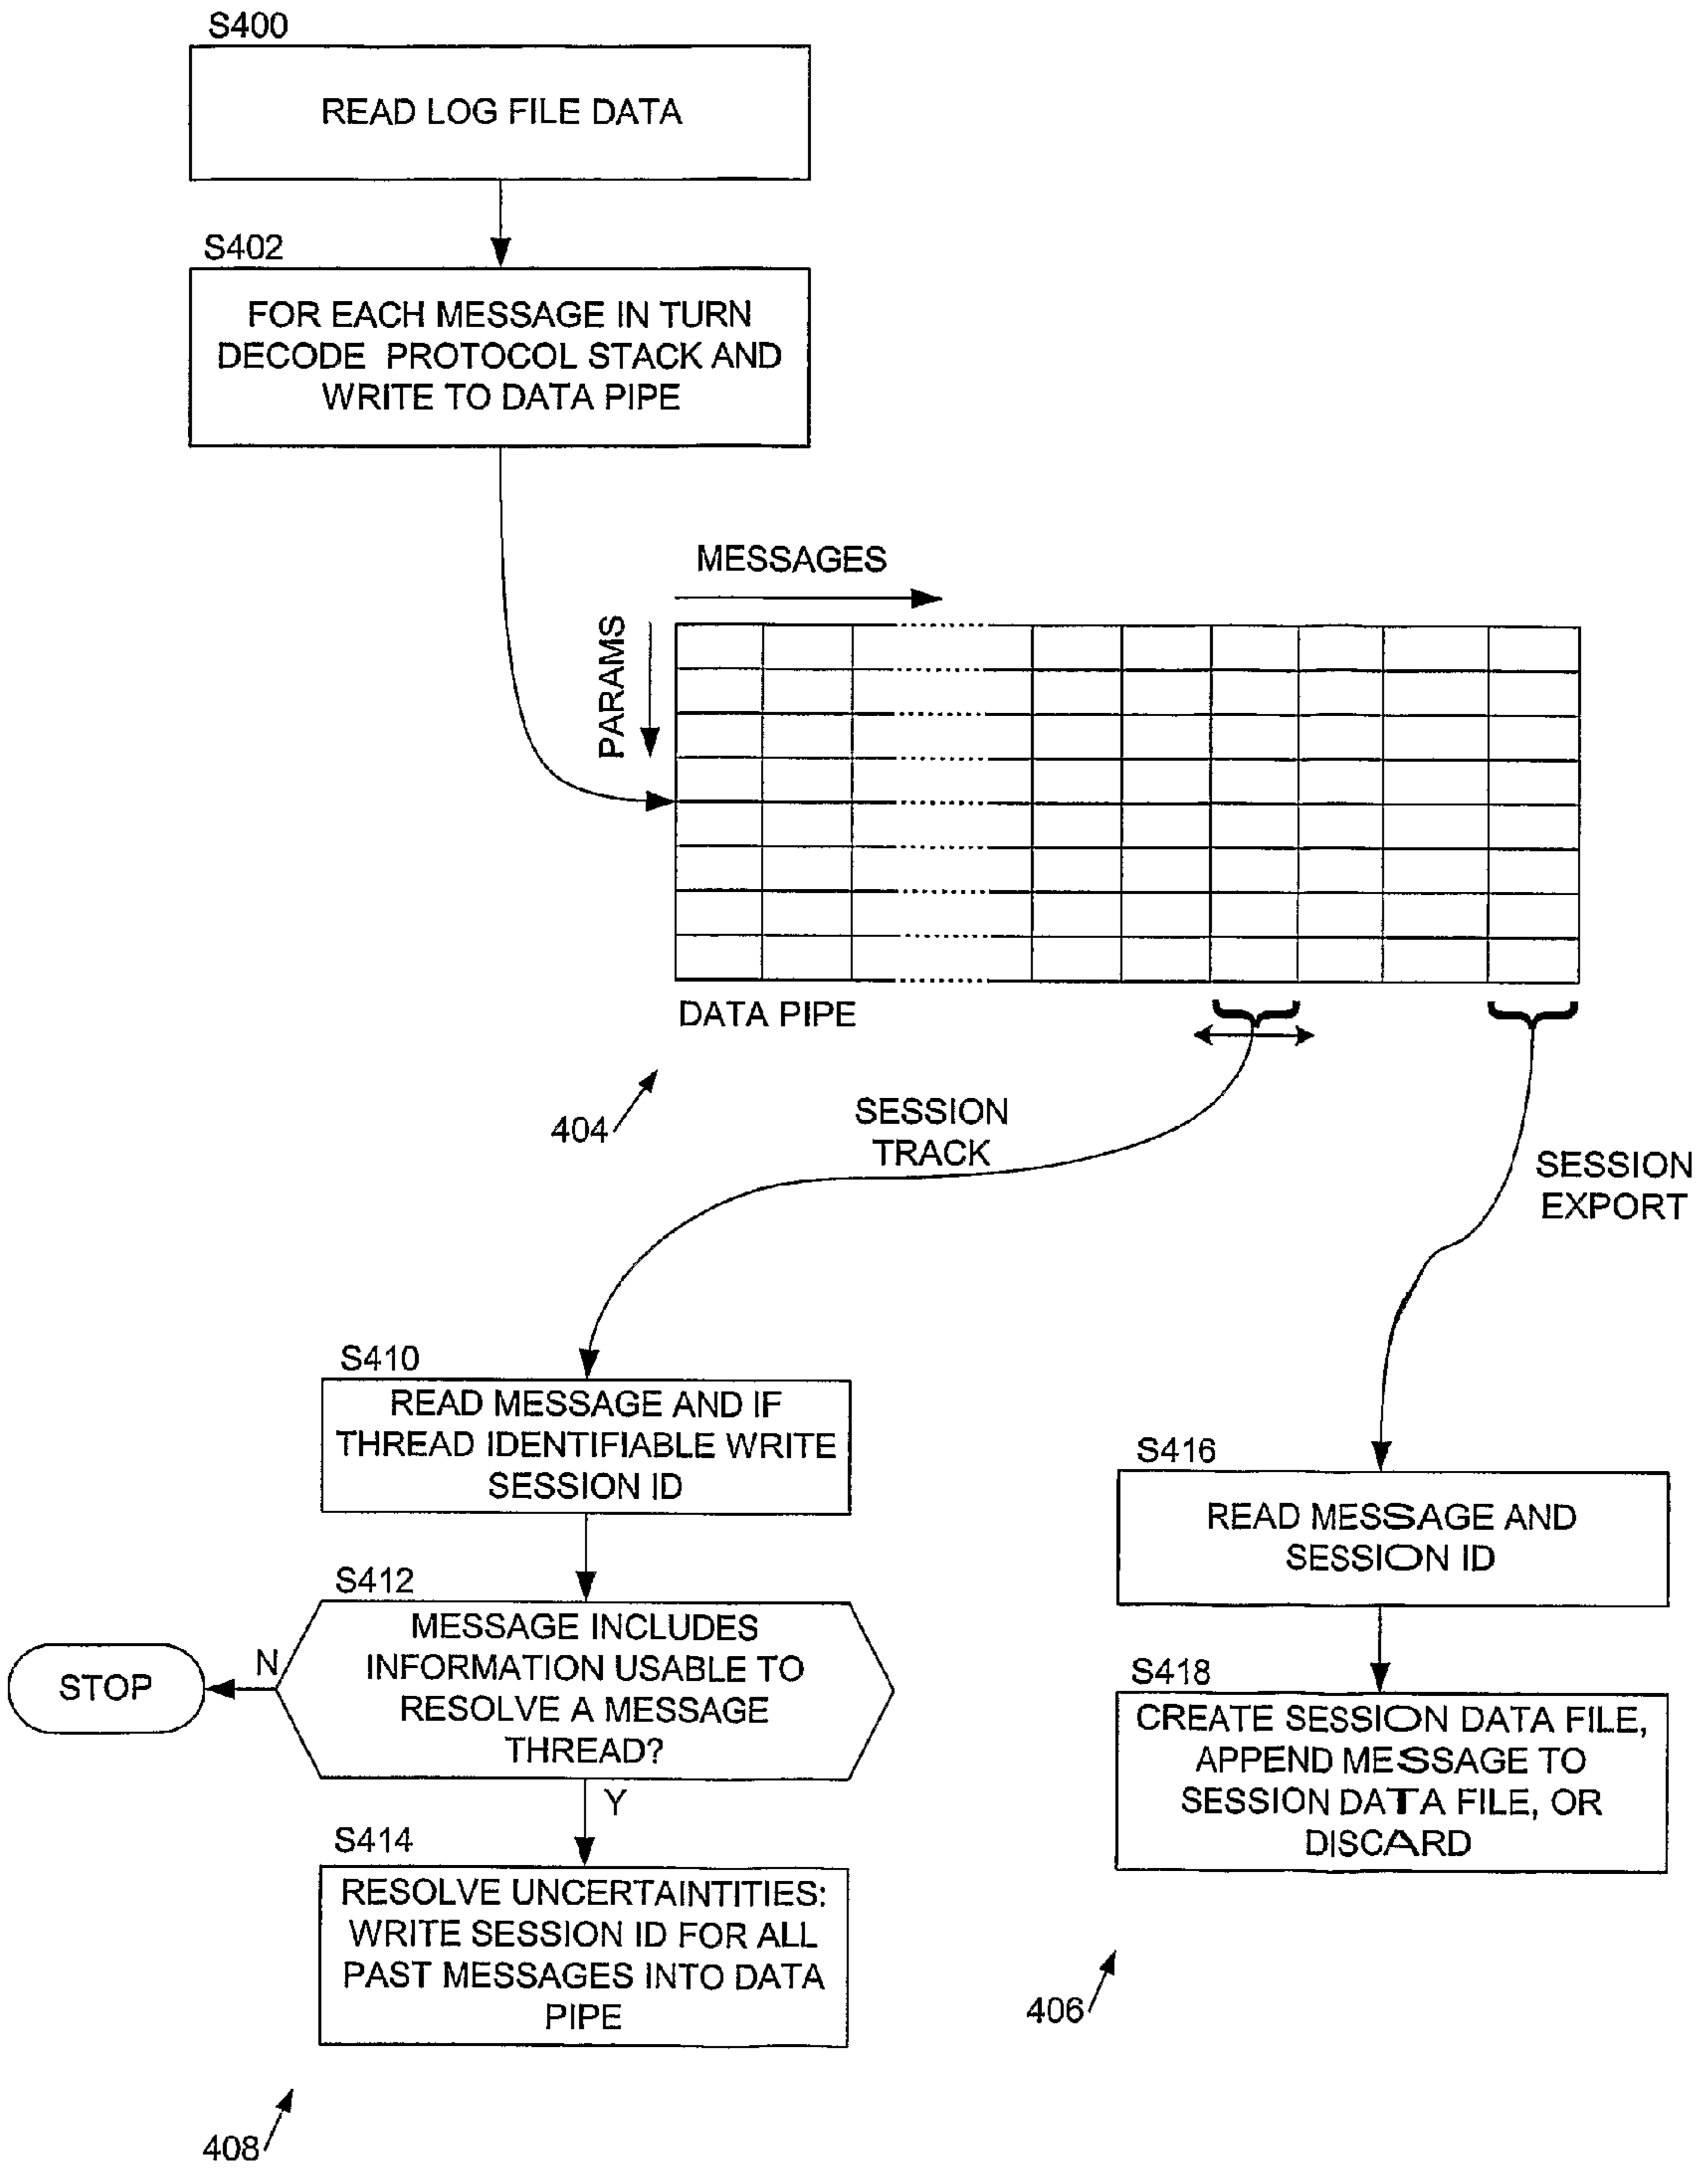 S400
READ LOG FILE DATA
S402
FOR EACH MESSAGE IN TURN
DECODE PROTOCOL STACK AND
WRITE TO DATA PIPE
MESSAGES
PARAMS
DATA PIPE
404
SESSION
TRACK
SESSION
EXPORT
S410
READ MESSAGE AND IF
THREAD IDENTIFIABLE WRITE
SESSION ID
S412
MESSAGE INCLUDES
INFORMATION USABLE TO
RESOLVE A MESSAGE
THREAD?
N
STOP
Y
S414
RESOLVE UNCERTAINTITIES:
WRITE SESSION ID FOR ALL
PAST MESSAGES INTO DATA
PIPE
408
S416
READ MESSAGE AND
SESSION ID
S418
CREATE SESSION DATA FILE,
APPEND MESSAGE TO
SESSION DATA FILE, OR
DISCARD
406